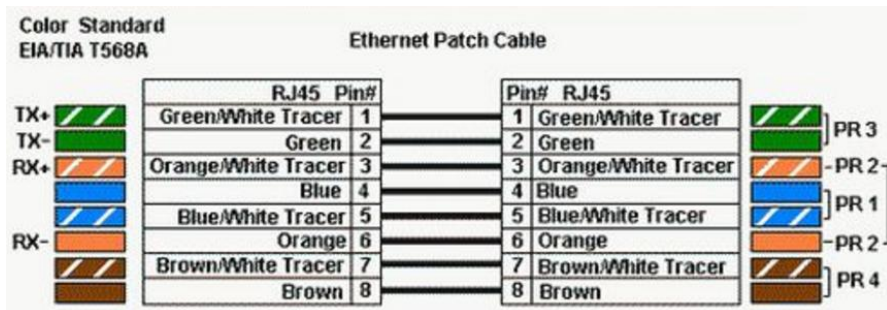 Color Standard
EIA/TIA T568A
Ethernet Patch Cable
RJ45 Pin# Pin# RJ45
TX+ Green/White Tracer 1 1 Green/White Tracer
TX- Green 2 2 Green
PR 3
RX+ Orange/White Tracer 3 3 Orange/White Tracer PR 2
Blue 4 4 Blue
Blue/White Tracer 5 5 Blue/White Tracer
PR 1
RX- Orange 6 6 Orange PR 2
Brown/White Tracer 7 7 Brown/White Tracer
Brown 8 8 Brown
PR 4